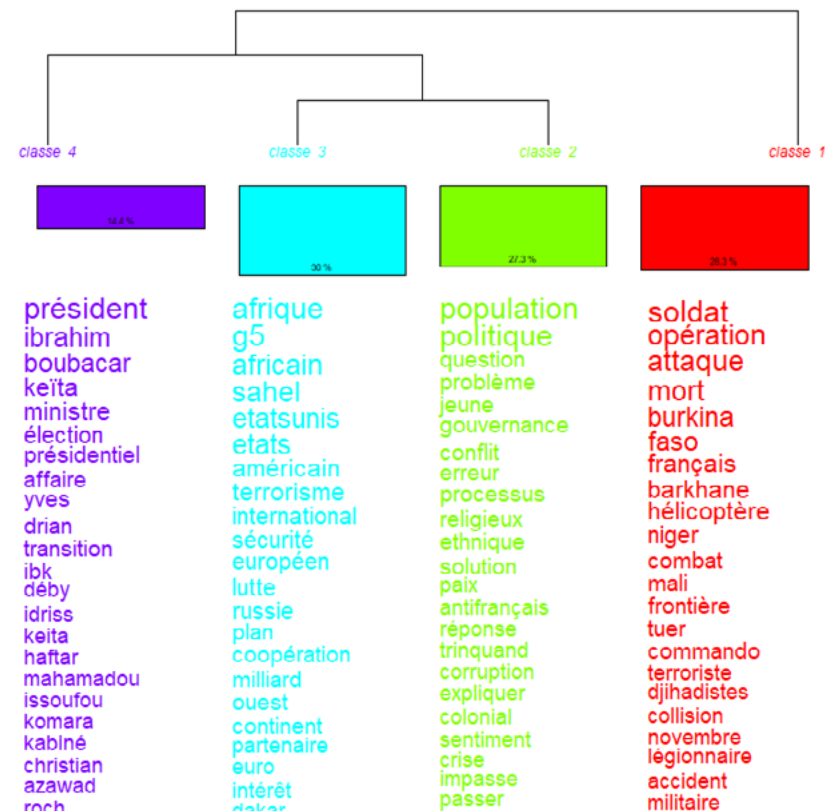 classe 4
classe 3
classe 2
classe 1
14.4 %
30 %
27.3 %
28.3 %
président
ibrahim
boubacar
keïta
ministre
élection
présidentiel
affaire
yves
drian
transition
ibk
déby
idriss
keita
haftar
mahamadou
issoufou
komara
kabiné
christian
azawad
roch
afrique
g5
africain
sahel
etatsunis
etats
américain
terrorisme
international
sécurité
européen
lutte
russie
plan
coopération
milliard
ouest
continent
partenaire
euro
intérêt
dakar
population
politique
question
problème
jeune
gouvernance
conflit
erreur
processus
religieux
ethnique
solution
paix
antifrançais
réponse
trinquand
corruption
expliquer
colonial
sentiment
crise
impasse
passer
soldat
opération
attaque
mort
burkina
faso
français
barkhane
hélicoptère
niger
combat
mali
frontière
tuer
commando
terroriste
djihadistes
collision
novembre
légionnaire
accident
militaire